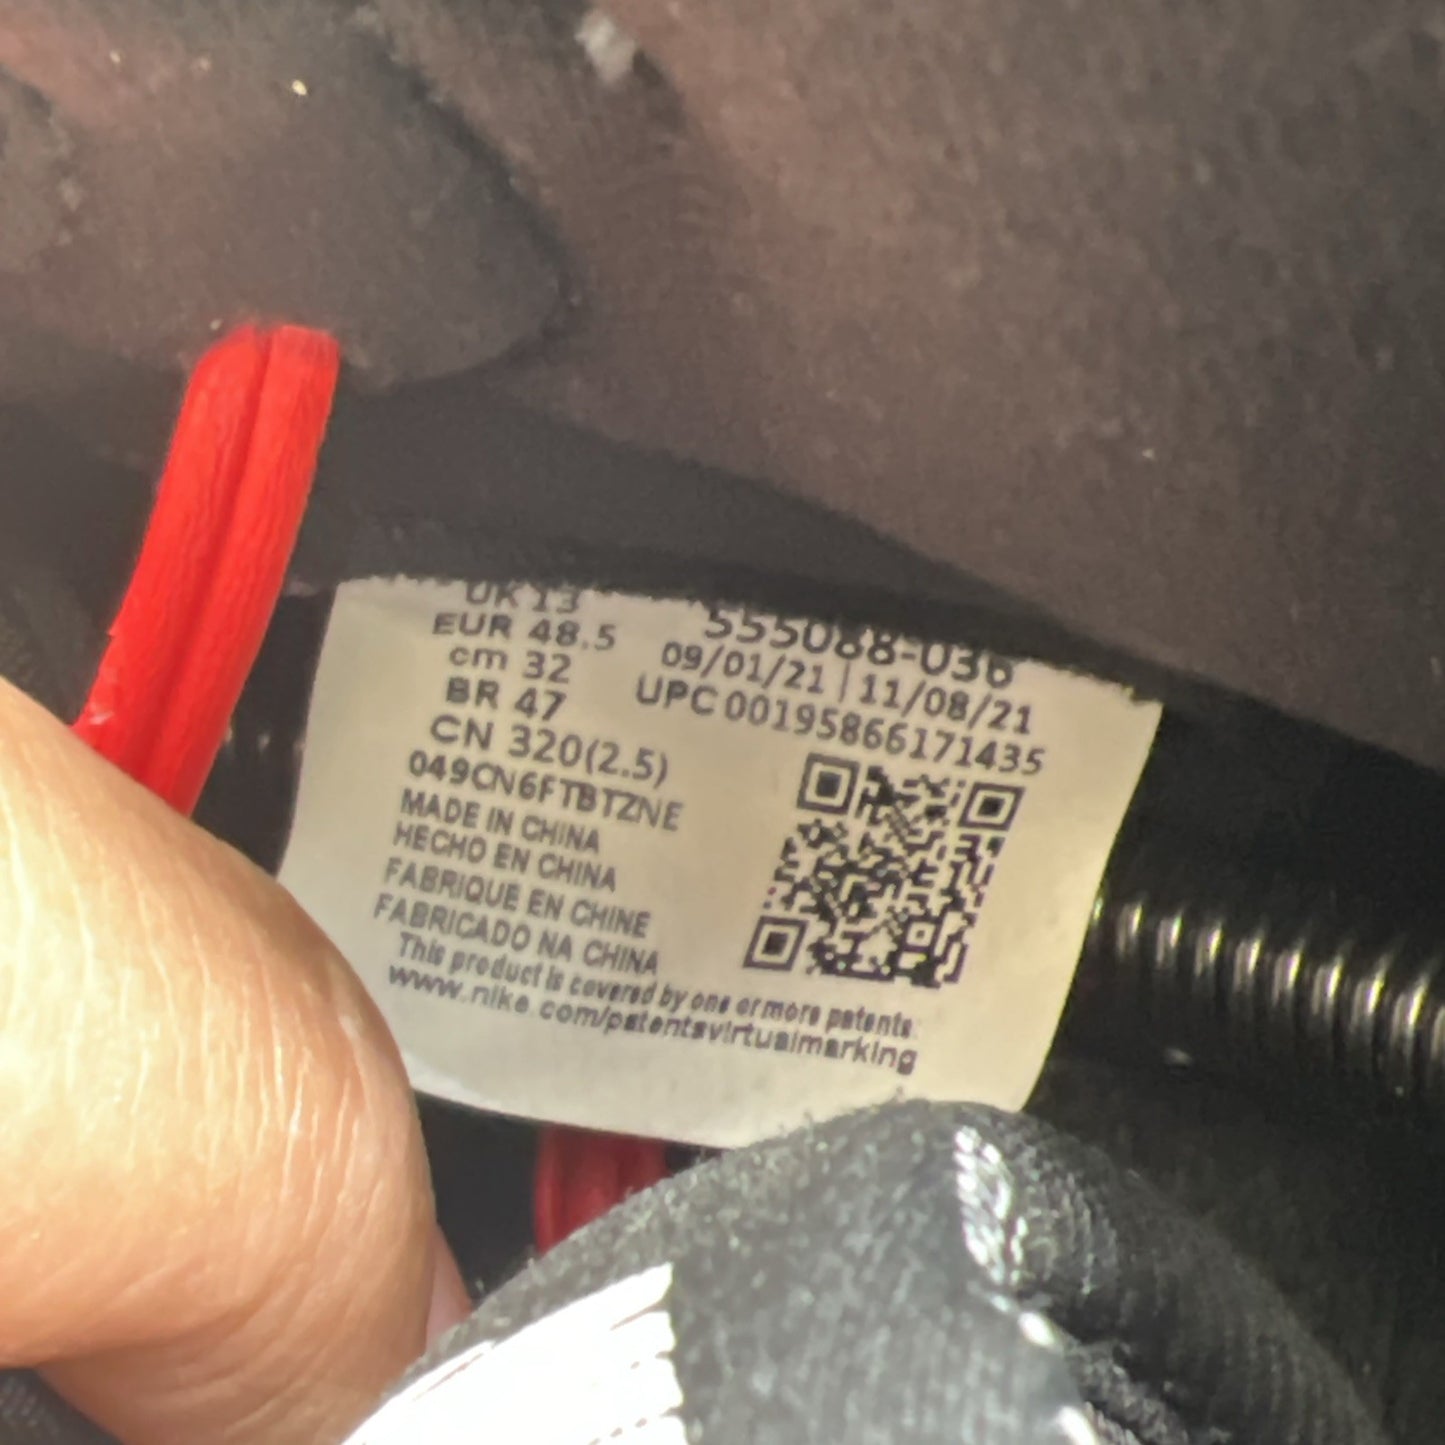 UK 13
EUR 48.5
cm 32
BR 47
CN 320(2.5)
555088-036
09/01/21 | 11/08/21
UPC 00195866171435
049CN6FTBTZNE
MADE IN CHINA
HECHO EN CHINA
FABRIQUE EN CHINE
FABRICADO NA CHINA
This product is covered by one or more patents:
www.nike.com/patentsvirtualmarking